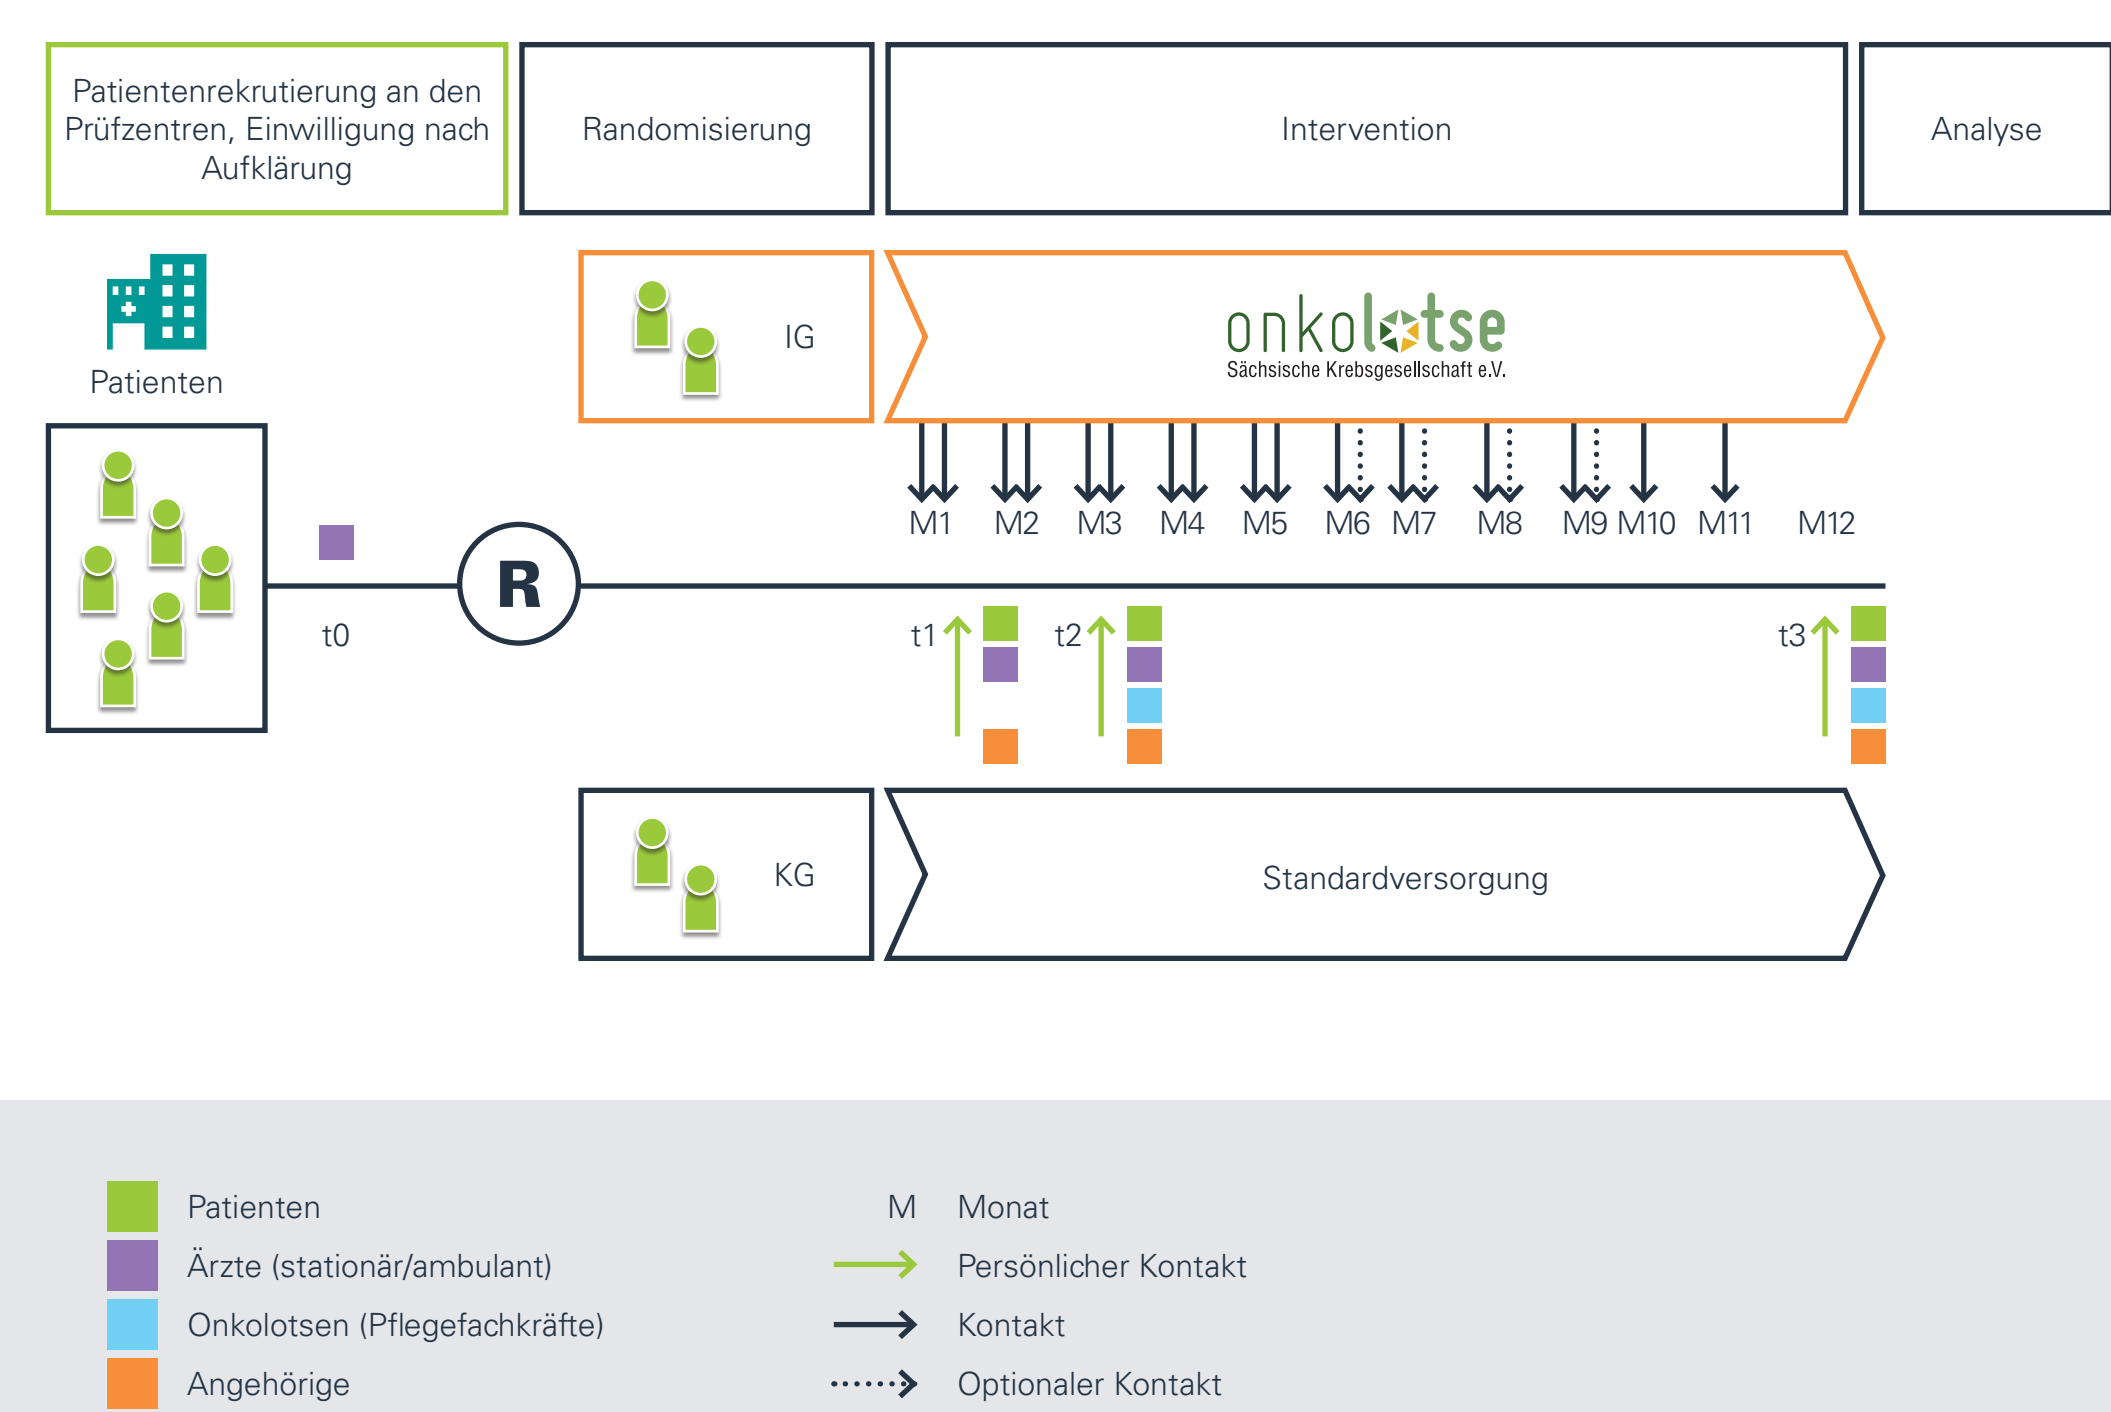 Patientenrekrutierung an den
Prüfzentren, Einwilligung nach
Aufklärung
Randomisierung
Intervention
Analyse
Patienten
IG
onkolotse
Sächsische Krebsgesellschaft e.V.
M1 M2 M3 M4 M5 M6 M7 M8 M9 M10 M11 M12
R
t0
t1
t2
t3
KG
Standardversorgung
Patienten
Ärzte (stationär/ambulant)
Onkolotsen (Pflegefachkräfte)
Angehörige
M Monat
Persönlicher Kontakt
Kontakt
Optionaler Kontakt